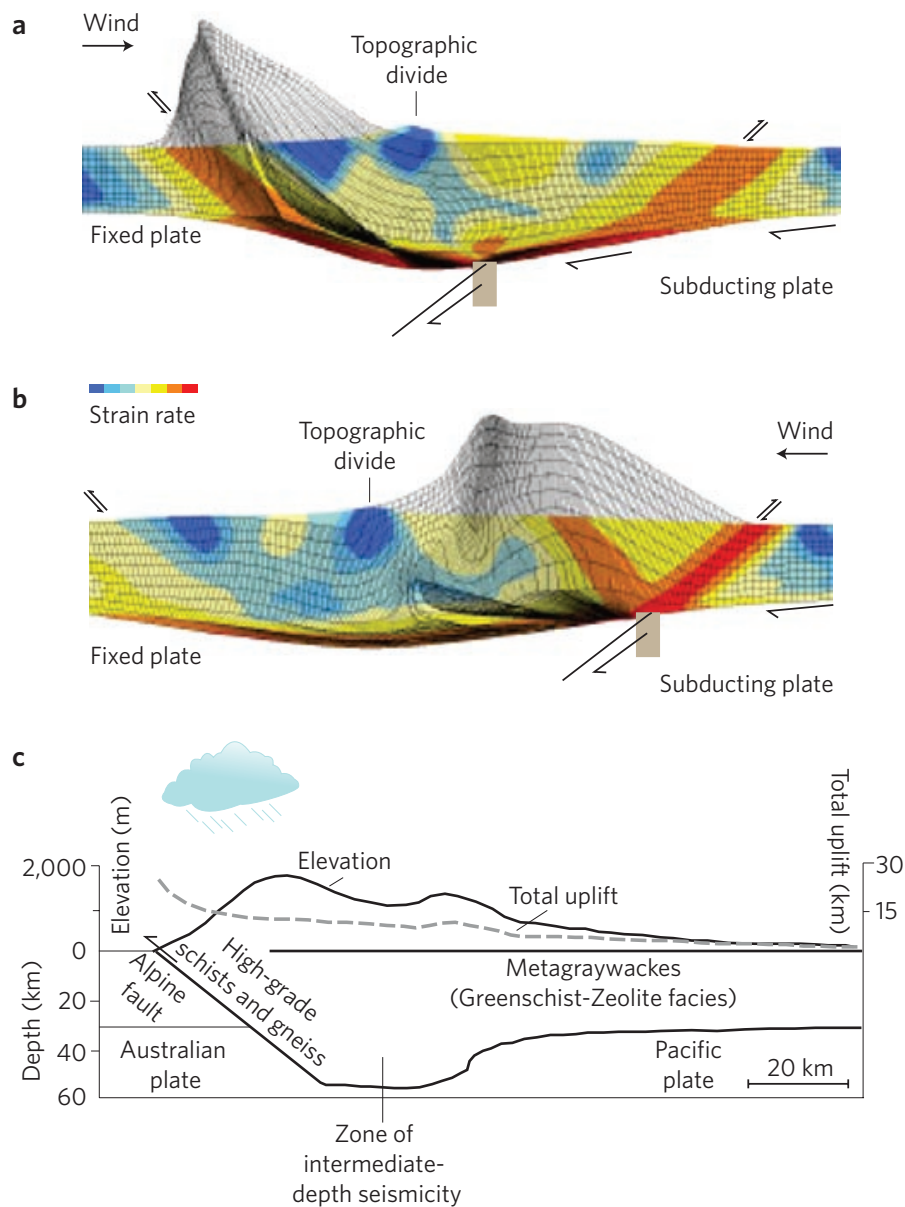 a
Wind
Topographic
divide
Fixed plate
Subducting plate
b
Strain rate
Topographic
divide
Wind
Fixed plate
Subducting plate
c
Elevation (m)
Total uplift (km)
2,000
0
30
15
Elevation
Total uplift
Depth (km)
20
40
60
Alpine
fault
High-grade
schists and gneiss
Metagraywackes
(Greenschist-Zeolite facies)
Australian
plate
Pacific
plate
20 km
Zone of
intermediate-
depth seismicity